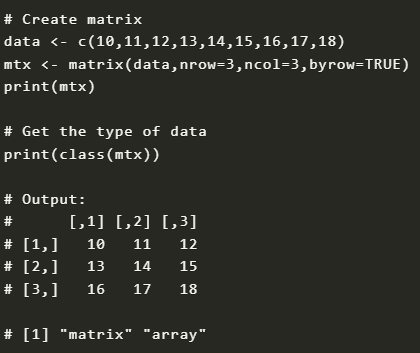 # Create matrix
data <- c(10,11,12,13,14,15,16,17,18)
mtx <- matrix(data,nrow=3,ncol=3,byrow=TRUE)
print(mtx)

# Get the type of data
print(class(mtx))

# Output:
#      [,1] [,2] [,3]
# [1,]   10   11   12
# [2,]   13   14   15
# [3,]   16   17   18

# [1] "matrix" "array"